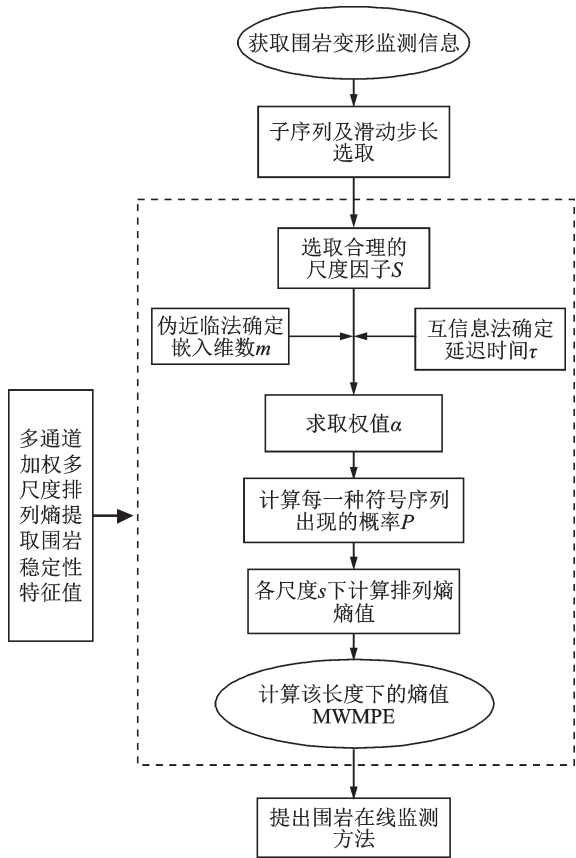 获取围岩变形监测信息
子序列及滑动步长
选取
选取合理的
尺度因子S
伪近临法确定
嵌入维数m
互信息法确定
延迟时间τ
求取权值α
多通道
加权多
尺度排
列熵提
取围岩
稳定性
特征值
计算每一种符号序列
出现的概率P
各尺度s下计算排列熵
熵值
计算该长度下的熵值
MWMPE
提出围岩在线监测
方法